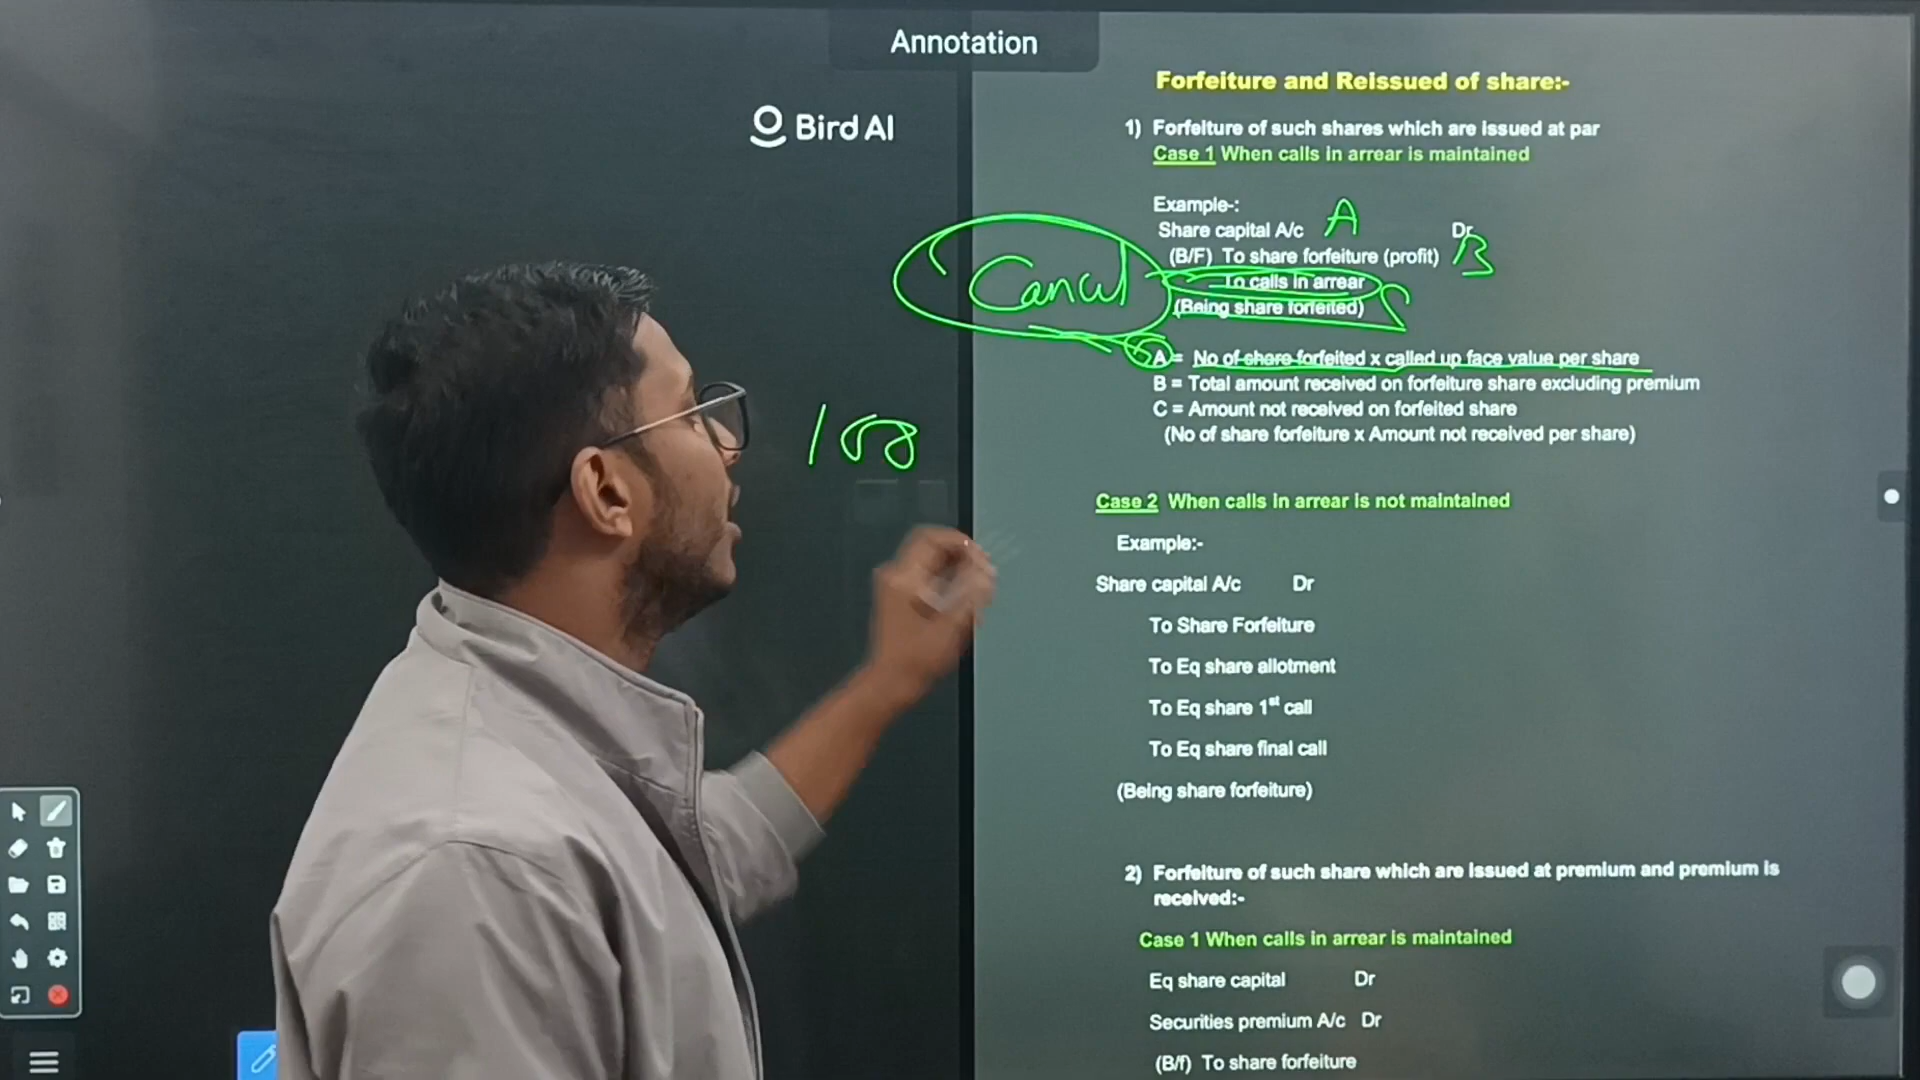 Annotation
Bird AI
Forfeiture and Reissued of share:-
1) Forfeiture of such shares which are issued at par
Case 1 When calls in arrear is maintained
Example-:
Share capital A/c A Dr
(B/F) To share forfeiture (profit) B
Cancel
To calls in arrear C
(Being share forfeited)
A = No of share forfeited x called up face value per share
B = Total amount received on forfeiture share excluding premium
C = Amount not received on forfeited share
(No of share forfeiture x Amount not received per share)
100
Case 2 When calls in arrear is not maintained
Example:-
Share capital A/c Dr
To Share Forfeiture
To Eq share allotment
To Eq share 1st call
To Eq share final call
(Being share forfeiture)
2) Forfeiture of such share which are issued at premium and premium is
received:-
Case 1 When calls in arrear is maintained
Eq share capital Dr
Securities premium A/c Dr
(B/f) To share forfeiture